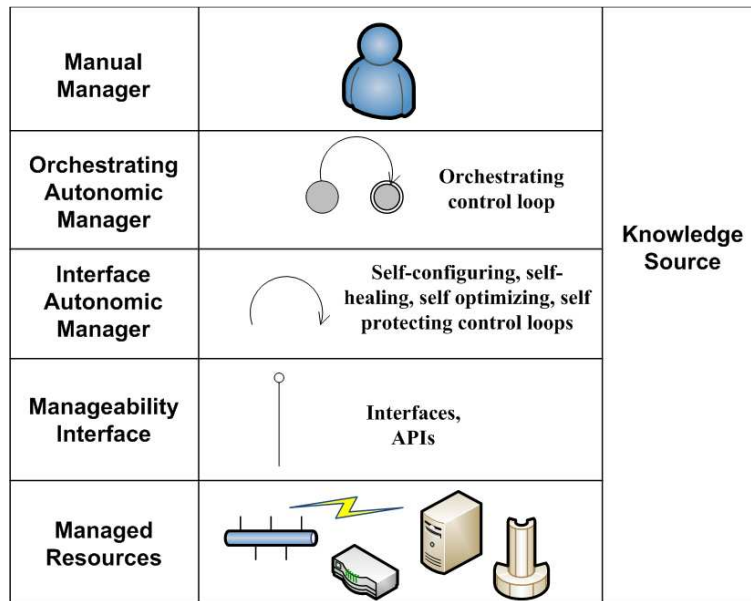 Manual
Manager
Orchestrating
Autonomic
Manager
Orchestrating
control loop
Interface
Autonomic
Manager
Self-configuring, self-
healing, self optimizing, self
protecting control loops
Manageability
Interface
Interfaces,
APIs
Managed
Resources
Knowledge
Source